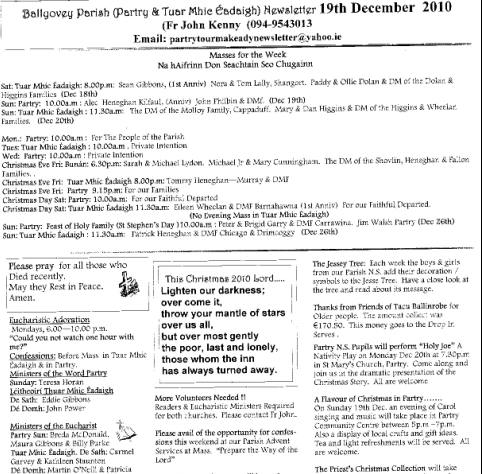 Ballyovey Parish (Partry & Tuar Mhic Éadaigh) Newsletter 19th December 2010
(Fr John Kenny (094-9543013
Email: partrytourmakeadynewsletter@yahoo.ie
Masses for the Week
Na hAifrinn Don Seachtain Seo Chugainn
Sat: Tuar Mhic Éadaigh: 8.00p.m: Sean Gibbons, (1st Anniv) Nora & Tom Lally, Shangort. Paddy & Ollie Dolan & DM of the Dolan &
Higgins Families (Dec 18th)
Sun: Partry: 10.00a.m : Alec Heneghan Kilfaul, (Anniv) John Philbin & DMF. (Dec 19th)
Sun: Tuar Mhic Éadaigh : 11.30a.m: The DM of the Molloy Family, Cappaduff. Mary & Dan Higgins & DM of the Higgins & Wheelan
Families. (Dec 20th)
Mon.: Partry: 10.00a.m : For The People of the Parish
Tues: Tuar Mhic Éadaigh : 10.00a.m . Private Intention
Wed: Partry: 10.00a.m : Private Intention
Christmas Eve Fri: Bunán: 6.30p.m: Sarah & Michael Lydon. Michael Jr & Mary Cunningham. The DM of the Shovlin, Heneghan & Fallon
Families. .
Christmas Eve Fri: Tuar Mhic Éadaigh 8.00p.m: Tommy Heneghan—Murray & DMF
Christmas Eve Fri: Partry 9.15p.m: For our Families
Christmas Day Sat: Partry: 10.00a.m: For our Faithful Departed
Christmas Day Sat: Tuar Mhic Éadaigh 11.30a.m: Eileen Wheelan & DMF Barnahawna (1st Anniv) For our Faithful Departed.
(No Evening Mass in Tuar Mhic Éadaigh)
Sun: Partry: Feast of Holy Family (St Stephen's Day )10.00a.m : Peter & Brigid Garry & DMF Carrawina. Jim Walsh Partry (Dec 26th)
Sun: Tuar Mhic Éadaigh : 11.30a.m: Patrick Heneghan & DMF Chicago & Drimcoggy (Dec 26th)
Please pray for all those who
Died recently.
May they Rest in Peace.
Amen.
Eucharistic Adoration
Mondays, 6.00—10.00 p.m.
"Could you not watch one hour with
me?"
Confessions: Before Mass in Tuar Mhic
Éadaigh & in Partry.
Ministers of the Word Partry
Sunday: Teresa Horan
Léitheoirí Thuar Mhic Éadaigh
De Sath: Eddie Gibbons
Dé Domh: John Power
Ministers of the Eucharist
Partry Sun: Breda McDonald,
Maura Gibbons & Billy Burke
Tuar Mhic Éadaigh. De Sath: Carmel
Garvey & Kathleen Staunton
Dé Domh: Martin O'Neill & Patricia
This Christmas 2010 Lord.....
Lighten our darkness;
over come it,
throw your mantle of stars
over us all,
but over most gently
the poor, last and lonely,
those whom the inn
has always turned away.
More Volunteers Needed !!
Readers & Eucharistic Ministers Required
for both churches. Please contact Fr John.
Please avail of the opportunity for confes-
sions this weekend at our Parish Advent
Services at Mass. "Prepare the Way of the
Lord"
The Jessey Tree: Each week the boys & girls
from our Parish N.S. add their decoration /
symbols to the Jesse Tree. Have a close look at
the tree and read about its message.
Thanks from Friends of Tacu Ballinrobe for
Older people. The amount collect was
€170.50. This money goes to the Drop In
Serves .
Partry N.S. Pupils will perform "Holy Joe" A
Nativity Play on Monday Dec 20th at 7.30p.m
in St Mary's Church, Partry. Come along and
join us at the dramatic presentation of the
Christmas Story. All are welcome
A Flavour of Christmas in Partry.......
On Sunday 19th Dec. an evening of Carol
singing and music will take place in Partry
Community Centre between 5p.m -7p.m.
Also a display of local crafts and gift ideas.
Tea and light refreshments will be served. All
are welcome.
The Priest's Christmas Collection will take